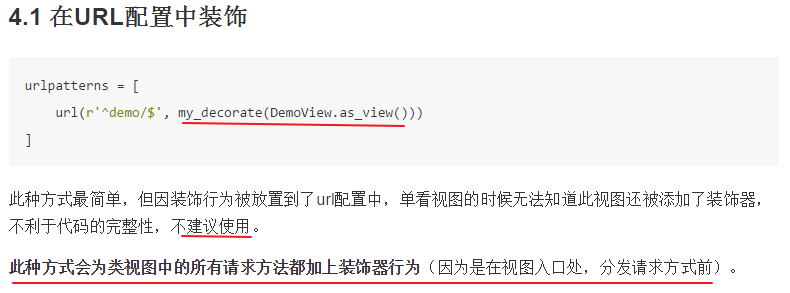 4.1 在URL配置中装饰
urlpatterns = [
    url(r'^demo/$', my_decorate(DemoView.as_view()))
]
此种方式最简单，但因装饰行为被放置到了url配置中，单看视图的时候无法知道此视图还被添加了装饰器，
不利于代码的完整性，不建议使用。
此种方式会为类视图中的所有请求方法都加上装饰器行为（因为是在视图入口处，分发请求方式前）。